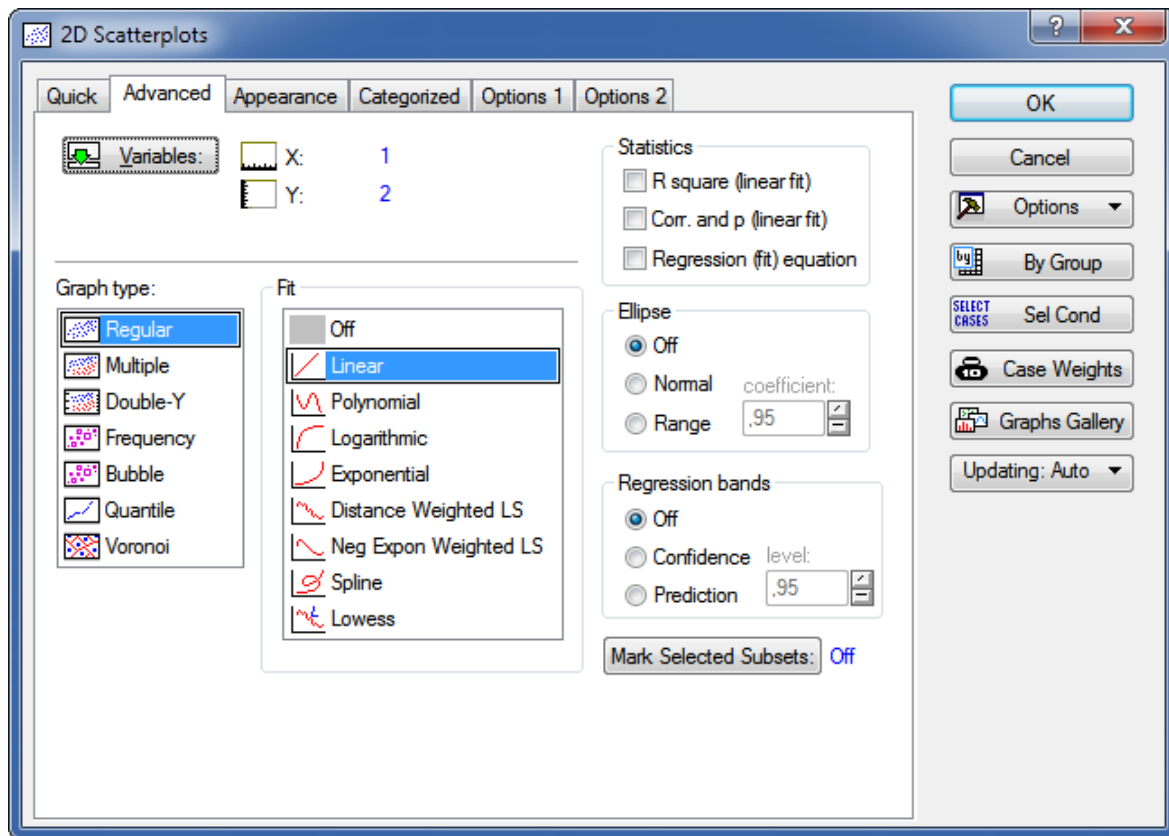 2D Scatterplots
?
X
Quick
Advanced
Appearance
Categorized
Options 1
Options 2
Variables:
X:
1
Y:
2
Graph type:
Regular
Multiple
Double-Y
Frequency
Bubble
Quantile
Voronoi
Fit
Off
Linear
Polynomial
Logarithmic
Exponential
Distance Weighted LS
Neg Expon Weighted LS
Spline
Lowess
Statistics
R square (linear fit)
Corr. and p (linear fit)
Regression (fit) equation
Ellipse
Off
Normal
coefficient:
Range
,95
Regression bands
Off
Confidence
level:
Prediction
,95
Mark Selected Subsets:
Off
OK
Cancel
Options
by
By Group
SELECT
CASES
Sel Cond
10
Case Weights
Graphs Gallery
Updating: Auto